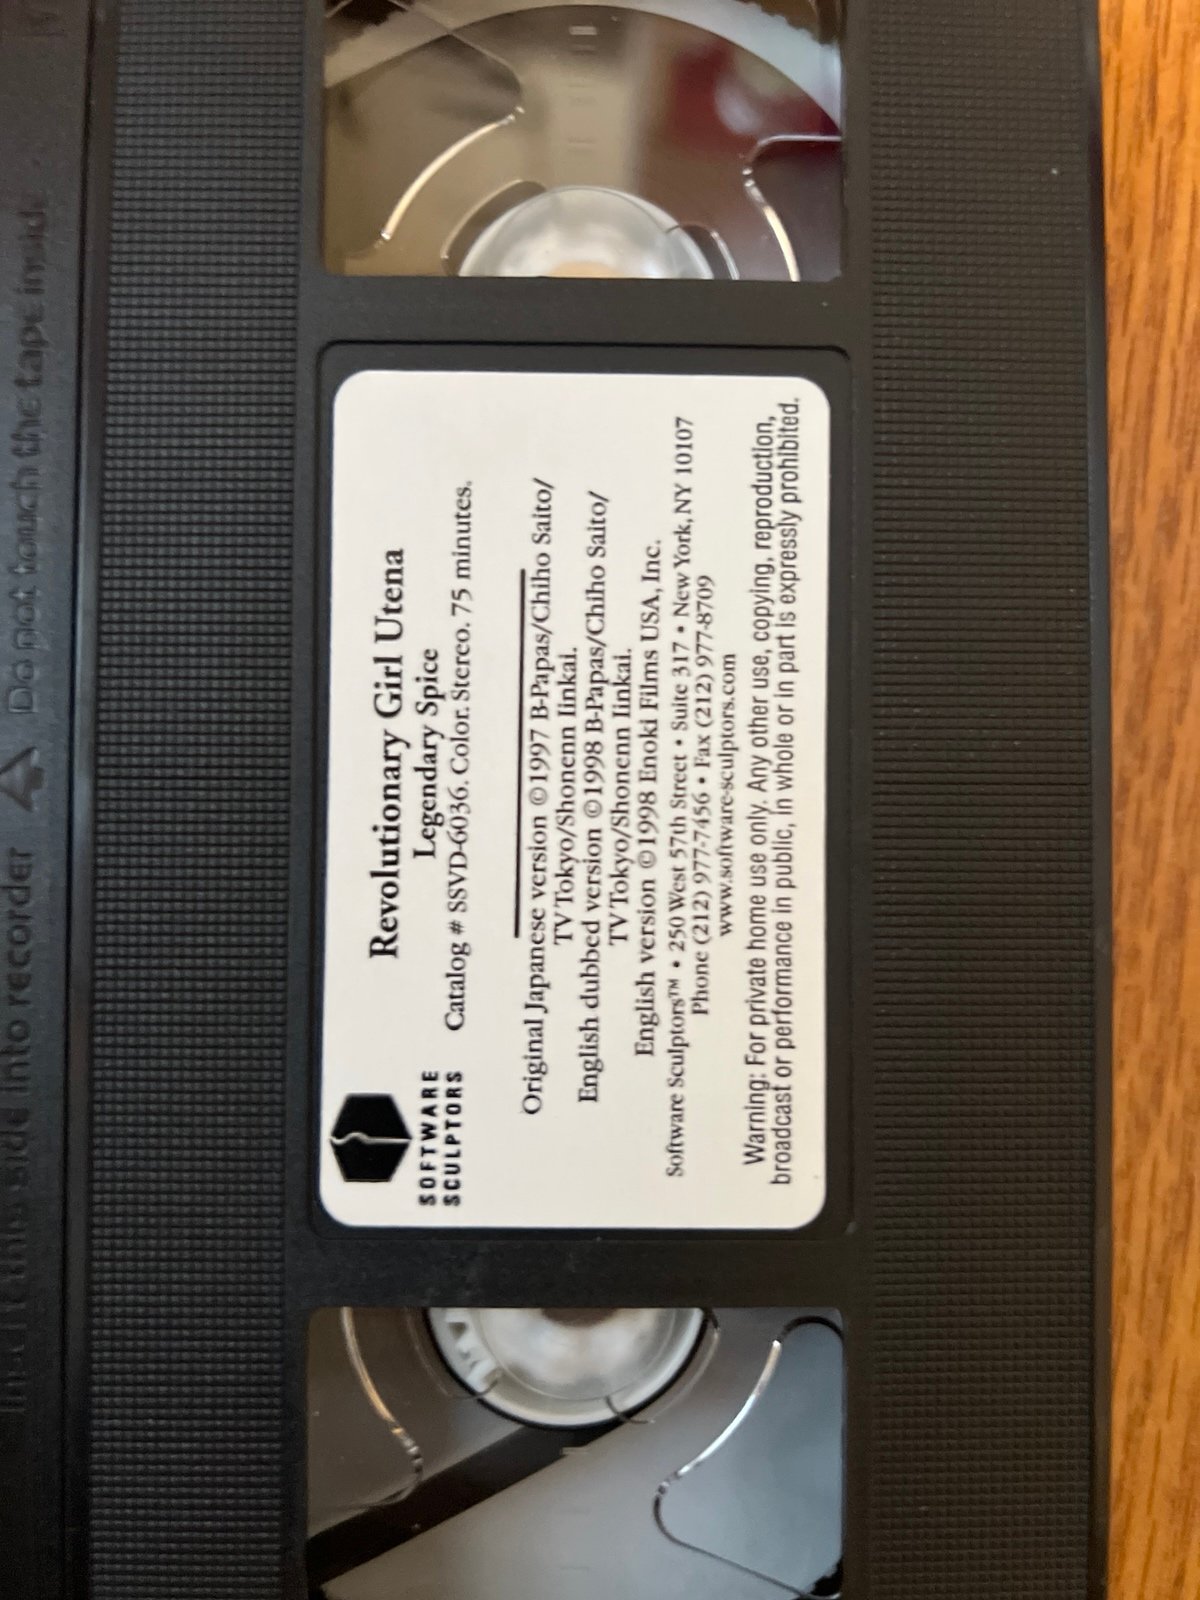 Insert this side into recorder ⚠ Do not touch the tape inside.
SOFTWARE
SCULPTORS
Revolutionary Girl Utena
Legendary Spice
Catalog # SSVD-6036. Color. Stereo. 75 minutes.
Original Japanese version ©1997 B-Papas/Chiho Saito/
TV Tokyo/Shonenn Iinkai.
English dubbed version ©1998 B-Papas/Chiho Saito/
TV Tokyo/Shonenn Iinkai.
English version ©1998 Enoki Films USA, Inc.
Software Sculptors™ • 250 West 57th Street • Suite 317 • New York, NY 10107
Phone (212) 977-7456 • Fax (212) 977-8709
www.software-sculptors.com
Warning: For private home use only. Any other use, copying, reproduction,
broadcast or performance in public, in whole or in part is expressly prohibited.